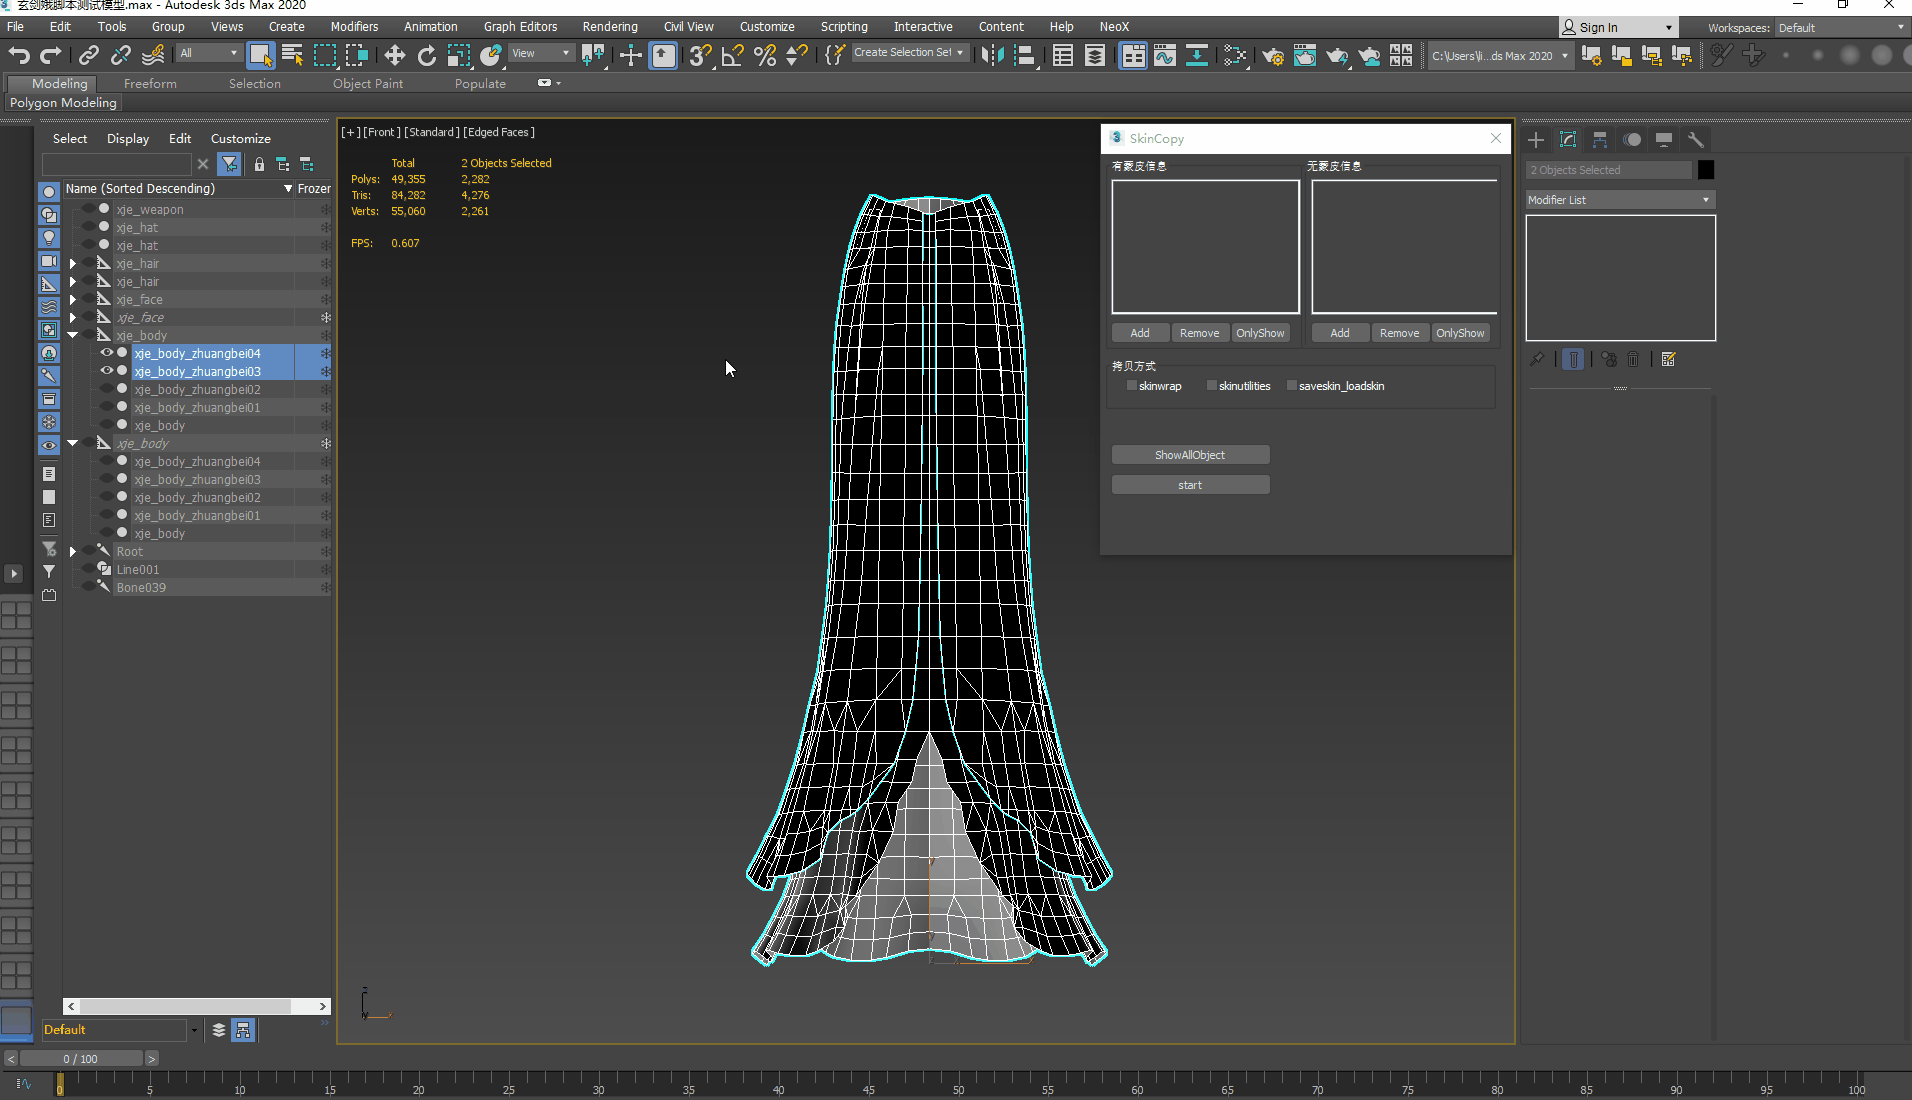 玄剑娥脚本测试模型.max - Autodesk 3ds Max 2020
File Edit Tools Group Views Create Modifiers Animation Graph Editors Rendering Civil View Customize Scripting Interactive Content Help NeoX
Sign In
Workspaces: Default
All
View
Create Selection Set
C:\Users\li...ds Max 2020
Modeling Freeform Selection Object Paint Populate
Polygon Modeling
Select Display Edit Customize
Name (Sorted Descending) Frozen
xje_weapon
xje_hat
xje_hat
xje_hair
xje_hair
xje_face
xje_face
xje_body
xje_body_zhuangbei04
xje_body_zhuangbei03
xje_body_zhuangbei02
xje_body_zhuangbei01
xje_body
xje_body
xje_body_zhuangbei04
xje_body_zhuangbei03
xje_body_zhuangbei02
xje_body_zhuangbei01
xje_body
Root
Line001
Bone039
Default
[+] [Front] [Standard] [Edged Faces]
Total 2 Objects Selected
Polys: 49,355 2,282
Tris: 84,282 4,276
Verts: 55,060 2,261
FPS: 0.607
SkinCopy
有蒙皮信息 无蒙皮信息
Add Remove OnlyShow Add Remove OnlyShow
拷贝方式
skinwrap skinutilities saveskin_loadskin
ShowAllObject
start
2 Objects Selected
Modifier List
0 / 100
0 5 10 15 20 25 30 35 40 45 50 55 60 65 70 75 80 85 90 95 100